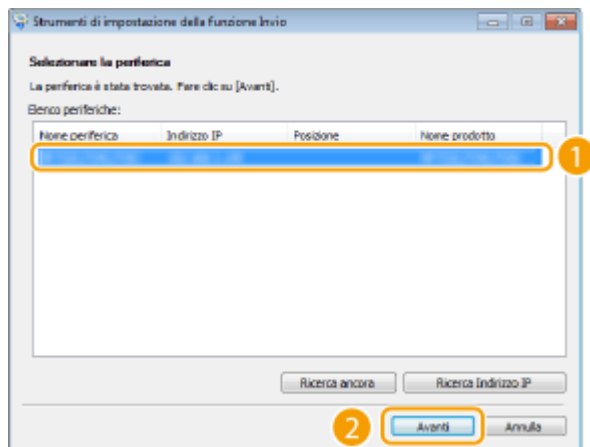 Strumenti di impostazione della funzione Invio
Selezionare la periferica
La periferica è stata trovata. Fare clic su [Avanti].
Elenco periferiche:
Nome periferica Indirizzo IP Posizione Nome prodotto
1
Ricerca ancora Ricerca Indirizzo IP
2 Avanti Annulla